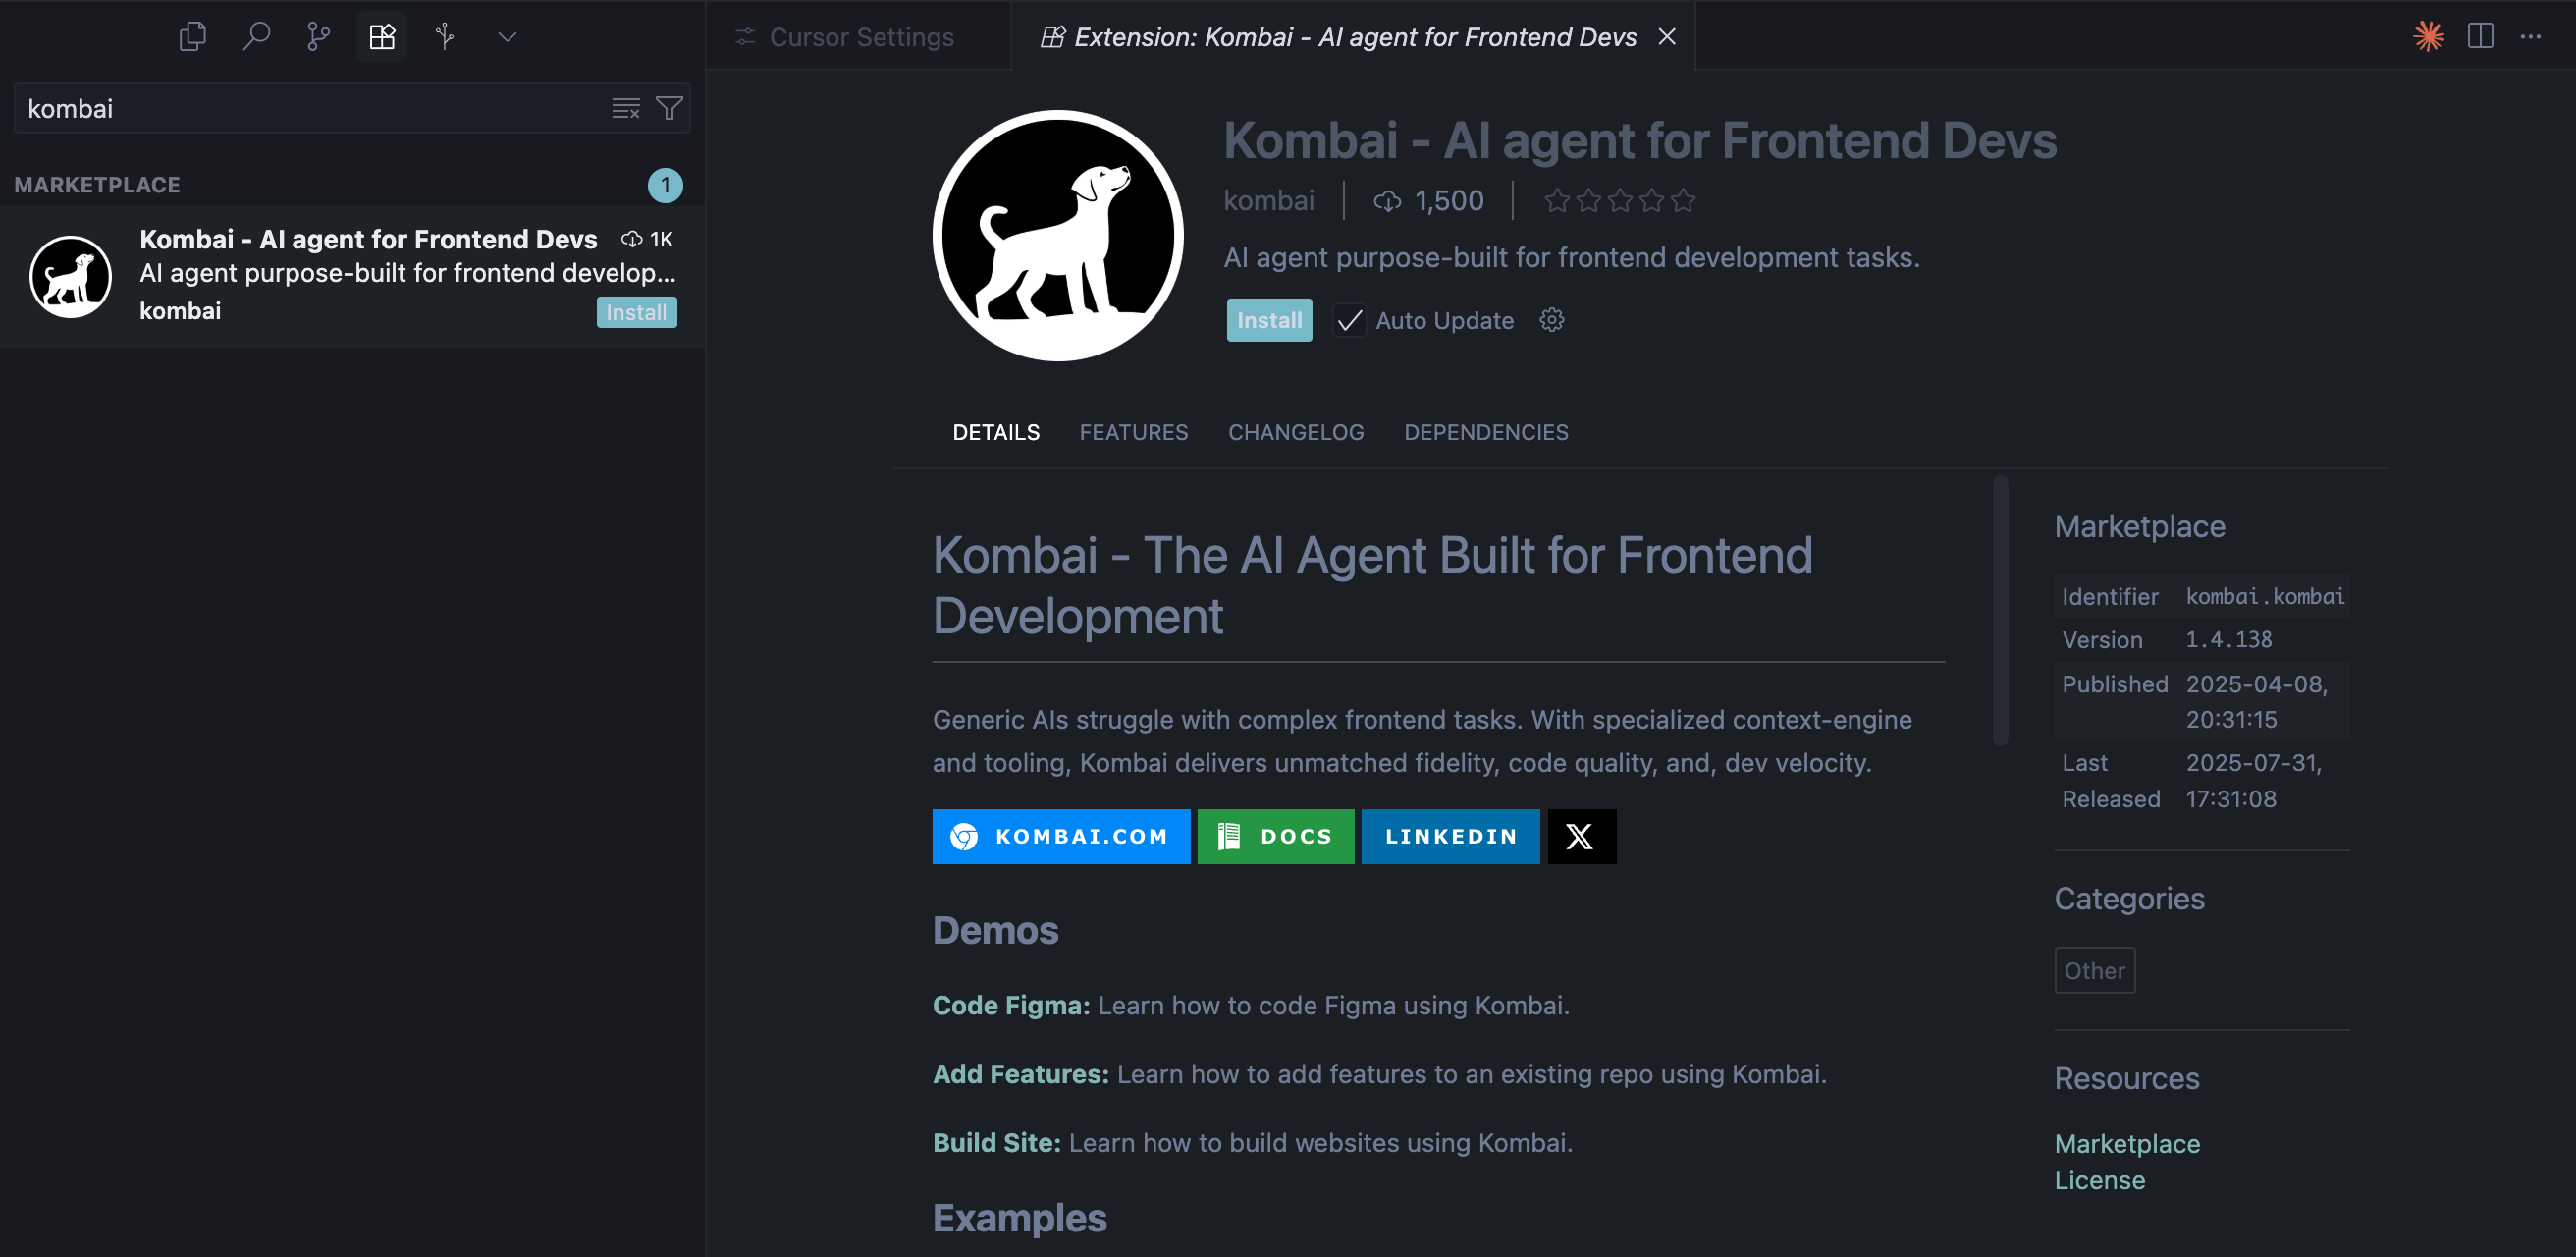 Cursor Settings
Extension: Kombai - AI agent for Frontend Devs
kombai
MARKETPLACE
1
Kombai - AI agent for Frontend Devs 1K
AI agent purpose-built for frontend develop...
kombai
Install
Kombai - AI agent for Frontend Devs
kombai | 1,500 |
AI agent purpose-built for frontend development tasks.
Install Auto Update
DETAILS FEATURES CHANGELOG DEPENDENCIES
Kombai - The AI Agent Built for Frontend
Development
Generic AIs struggle with complex frontend tasks. With specialized context-engine
and tooling, Kombai delivers unmatched fidelity, code quality, and, dev velocity.
KOMBAI.COM DOCS LINKEDIN X
Demos
Code Figma: Learn how to code Figma using Kombai.
Add Features: Learn how to add features to an existing repo using Kombai.
Build Site: Learn how to build websites using Kombai.
Examples
Marketplace
Identifier kombai.kombai
Version 1.4.138
Published 2025-04-08,
20:31:15
Last 2025-07-31,
Released 17:31:08
Categories
Other
Resources
Marketplace
License